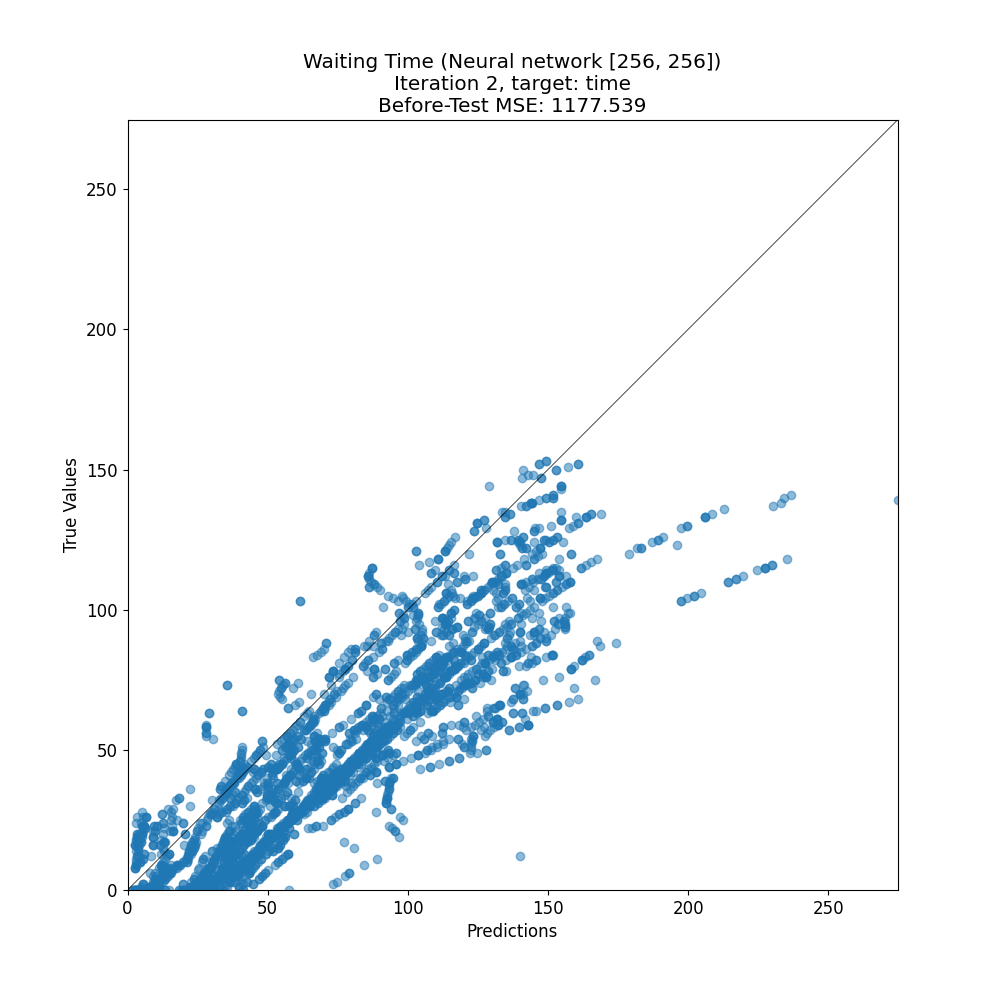 Waiting Time (Neural network [256, 256])
Iteration 2, target: time
Before-Test MSE: 1177.539
250
200
150
100
50
0
True Values
0 50 100 150 200 250
Predictions